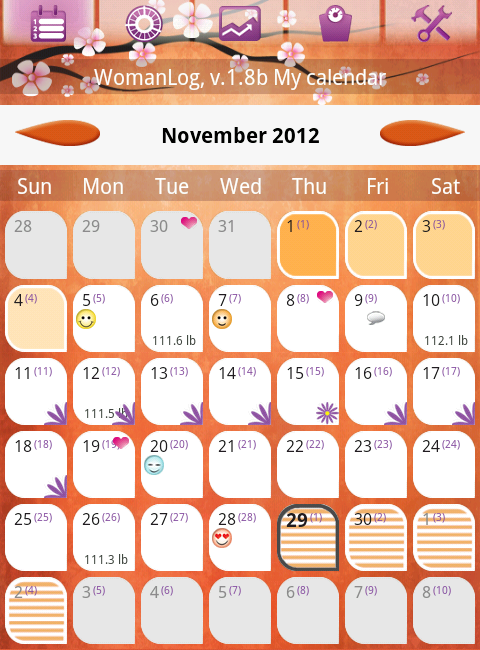 1
2
3
WomanLog, v.1.8b My calendar
November 2012
Sun Mon Tue Wed Thu Fri Sat
28 29 30 31 1 (1) 2 (2) 3 (3)
4 (4) 5 (5) 6 (6) 7 (7) 8 (8) 9 (9) 10 (10)
111.6 lb 112.1 lb
11 (11) 12 (12) 13 (13) 14 (14) 15 (15) 16 (16) 17 (17)
111.5 lb
18 (18) 19 (19) 20 (20) 21 (21) 22 (22) 23 (23) 24 (24)
25 (25) 26 (26) 27 (27) 28 (28) 29 (1) 30 (2) 1 (3)
111.3 lb
2 (4) 3 (5) 4 (6) 5 (7) 6 (8) 7 (9) 8 (10)